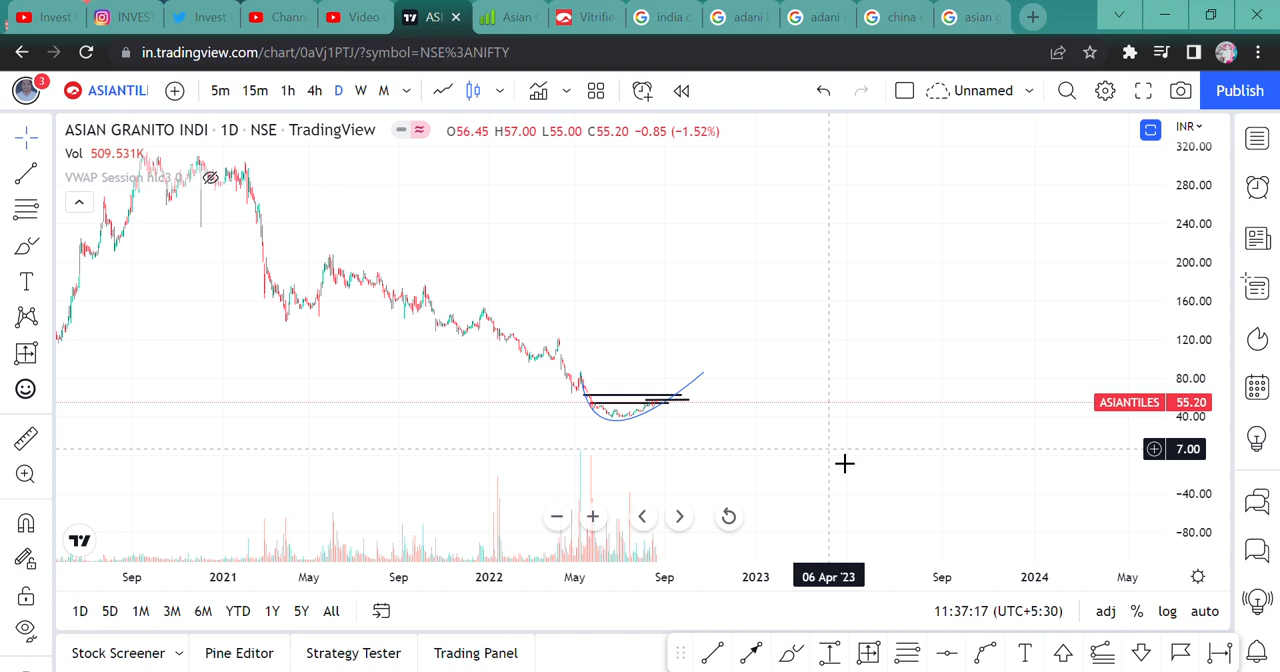 Invest
INVEST
Invest
Chann
Video
ASI
Asian
Vitrifie
india c
adani b
adani s
china c
asian g
in.tradingview.com/chart/0aVj1PTJ/?symbol=NSE%3ANIFTY
3
ASIANTIL
5m 15m 1h 4h D W M
Unnamed
Publish
ASIAN GRANITO INDI · 1D · NSE · TradingView
O56.45 H57.00 L55.00 C55.20 −0.85 (−1.52%)
INR
Vol 509.531K
VWAP Session hlc3 0 1
320.00
280.00
240.00
200.00
160.00
120.00
80.00
ASIANTILES 55.20
40.00
7.00
−40.00
−80.00
Sep 2021 May Sep 2022 May Sep 2023 06 Apr '23 Sep 2024 May
1D 5D 1M 3M 6M YTD 1Y 5Y All
11:37:17 (UTC+5:30) adj % log auto
Stock Screener Pine Editor Strategy Tester Trading Panel